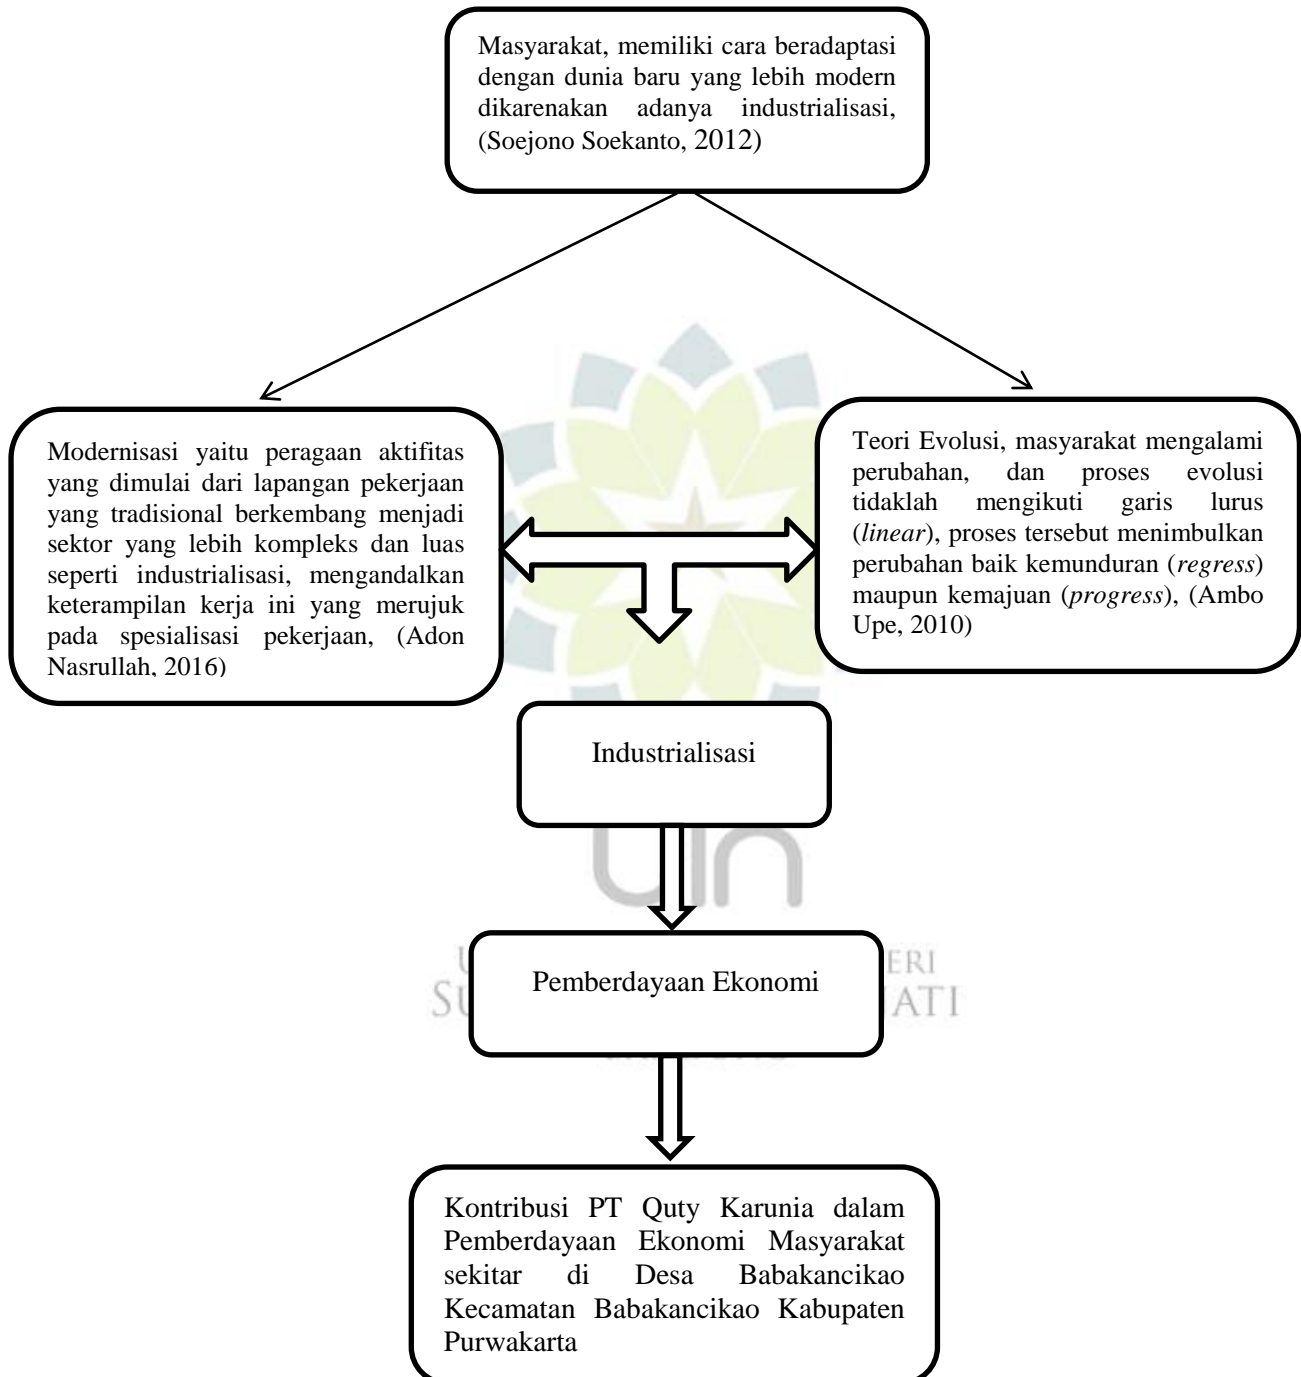 Masyarakat, memiliki cara beradaptasi
dengan dunia baru yang lebih modern
dikarenakan adanya industrialisasi,
(Soejono Soekanto, 2012)
Modernisasi yaitu peragaan aktifitas
yang dimulai dari lapangan pekerjaan
yang tradisional berkembang menjadi
sektor yang lebih kompleks dan luas
seperti industrialisasi, mengandalkan
keterampilan kerja ini yang merujuk
pada spesialisasi pekerjaan, (Adon
Nasrullah, 2016)
Teori Evolusi, masyarakat mengalami
perubahan, dan proses evolusi
tidaklah mengikuti garis lurus
(linear), proses tersebut menimbulkan
perubahan baik kemunduran (regress)
maupun kemajuan (progress), (Ambo
Upe, 2010)
Industrialisasi
uin
Pemberdayaan Ekonomi
Kontribusi PT Quty Karunia dalam
Pemberdayaan Ekonomi Masyarakat
sekitar di Desa Babakancikao
Kecamatan Babakancikao Kabupaten
Purwakarta